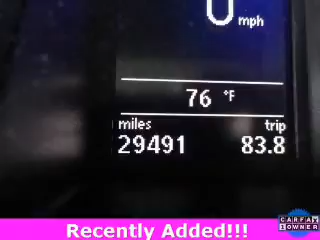 0 mph
76 °F
miles trip
29491 83.8
Recently Added!!!
CARFAX
1 OWNER